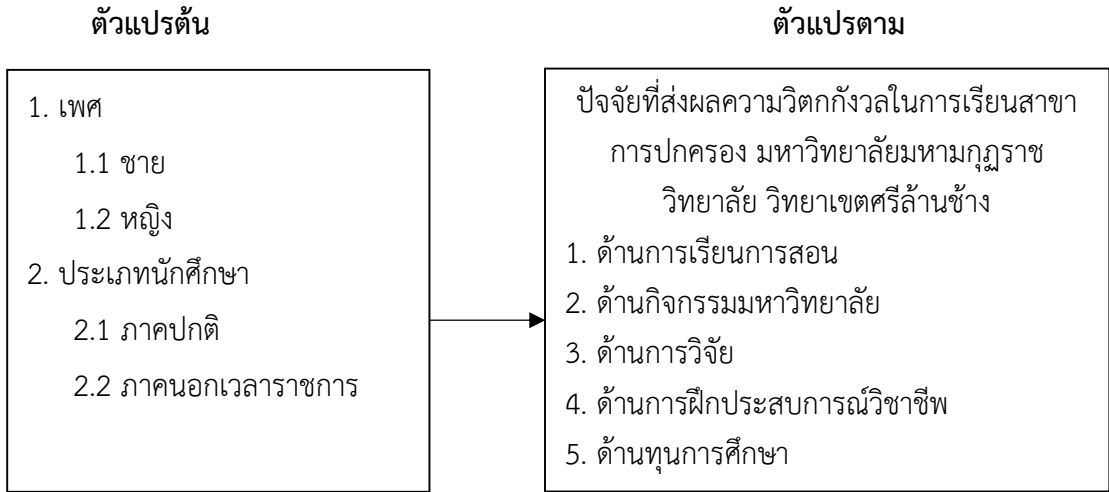 ตัวแปรต้น
1. เพศ
1.1 ชาย
1.2 หญิง
2. ประเภทนักศึกษา
2.1 ภาคปกติ
2.2 ภาคนอกเวลาราชการ
ตัวแปรตาม
ปัจจัยที่ส่งผลความวิตกกังวลในการเรียนสาขา
การปกครอง มหาวิทยาลัยมหามกุฏราช
วิทยาลัย วิทยาเขตศรีล้านช้าง
1. ด้านการเรียนการสอน
2. ด้านกิจกรรมมหาวิทยาลัย
3. ด้านการวิจัย
4. ด้านการฝึกประสบการณ์วิชาชีพ
5. ด้านทุนการศึกษา